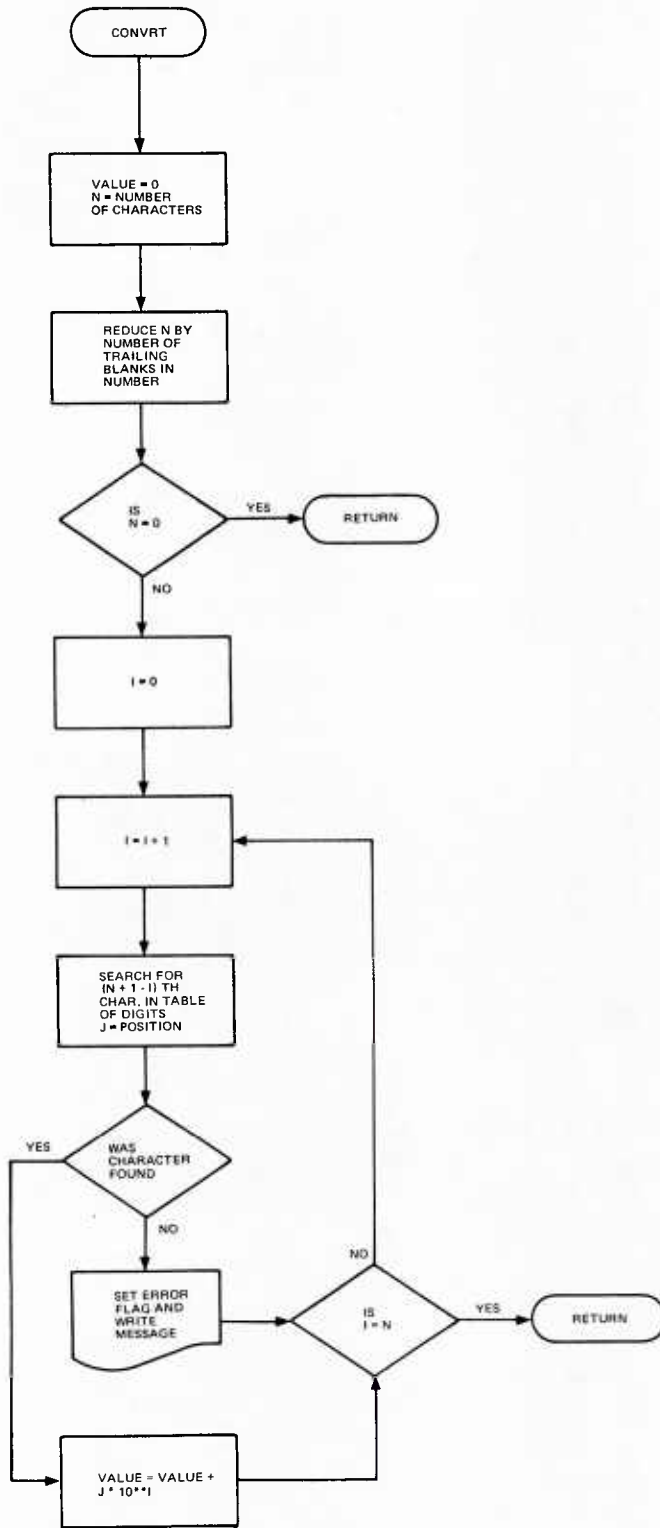 CONVRT
VALUE = 0
N = NUMBER
OF CHARACTERS
REDUCE N BY
NUMBER OF
TRAILING
BLANKS IN
NUMBER
IS
N = 0
YES
RETURN
NO
I = 0
I = I + 1
SEARCH FOR
(N + 1 - I) TH
CHAR. IN TABLE
OF DIGITS
J = POSITION
YES
WAS
CHARACTER
FOUND
NO
SET ERROR
FLAG AND
WRITE
MESSAGE
NO
IS
I = N
YES
RETURN
VALUE = VALUE +
J * 10**I